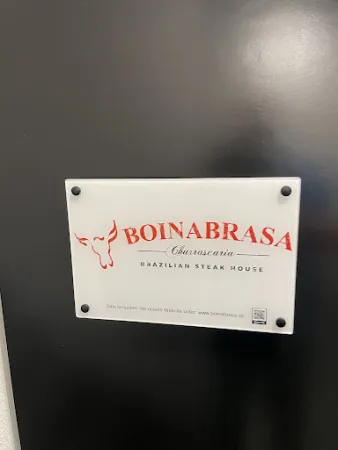 BOINABRASA
Churrascaria
BRAZILIAN STEAK HOUSE